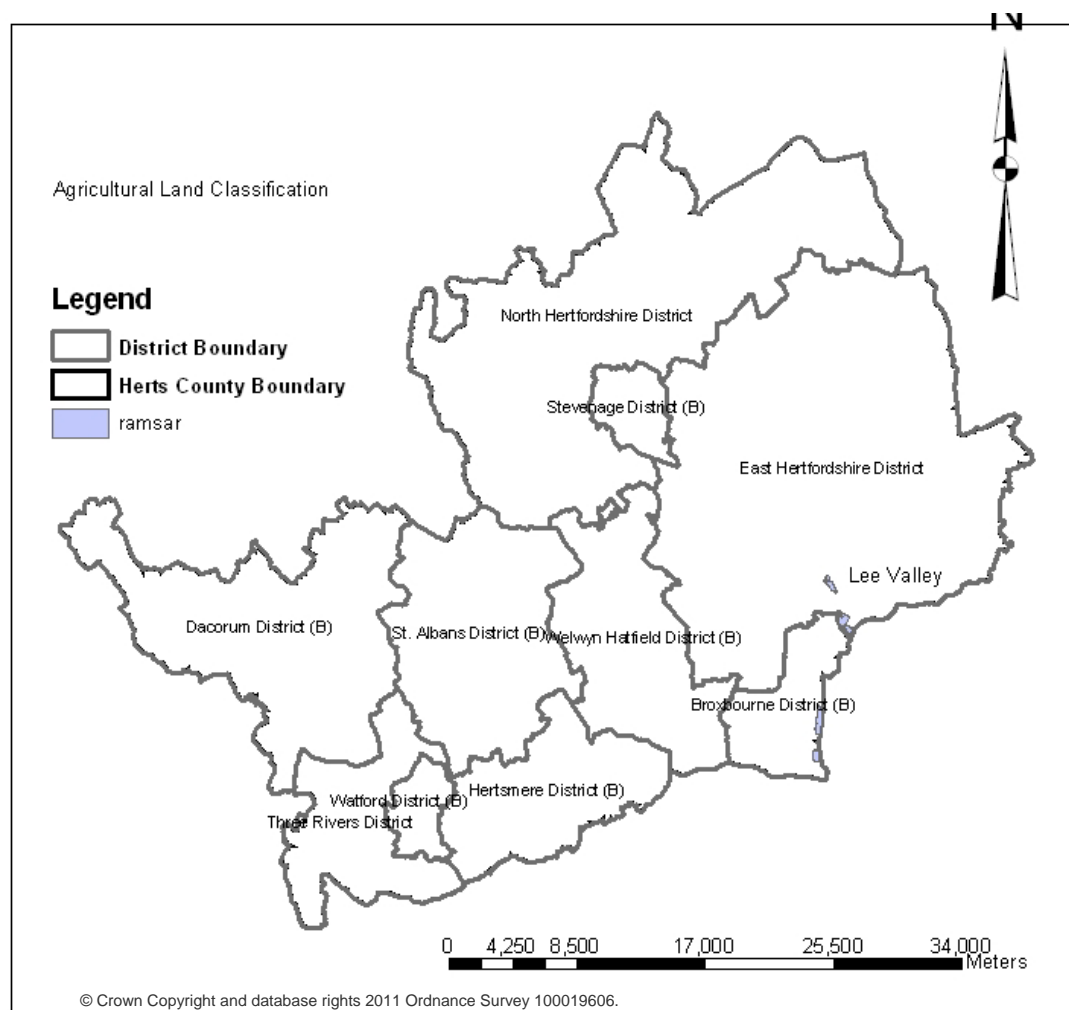 N
Agricultural Land Classification
Legend
District Boundary
Herts County Boundary
ramsar
North Hertfordshire District
Stevenage District (B)
East Hertfordshire District
Lee Valley
Dacorum District (B)
St. Albans District (B)
Welwyn Hatfield District (B)
Broxbourne District (B)
Hertsmere District (B)
Watford District (B)
Three Rivers District
0 4,250 8,500 17,000 25,500 34,000
Meters
© Crown Copyright and database rights 2011 Ordnance Survey 100019606.